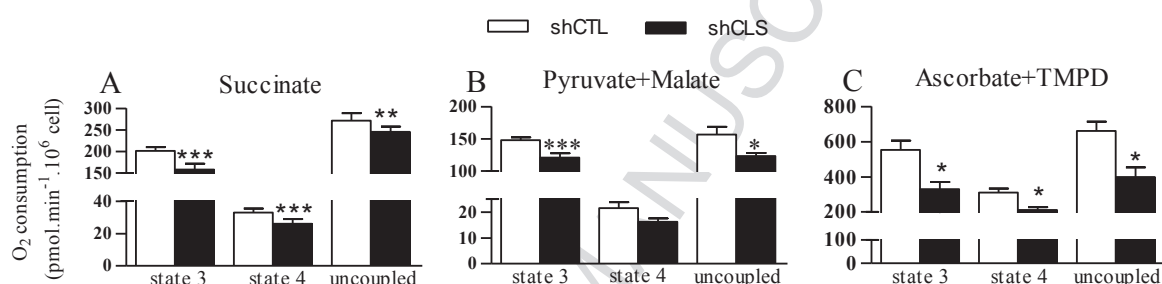 shCTL shCLS
A Succinate
B Pyruvate+Malate
C Ascorbate+TMPD
O₂ consumption
(pmol.min⁻¹.10⁶ cell)
300
250
200
150
40
20
0
*** *** **
state 3 state 4 uncoupled
200
150
100
20
10
0
*** *
state 3 state 4 uncoupled
800
600
400
200
100
0
* * *
state 3 state 4 uncoupled